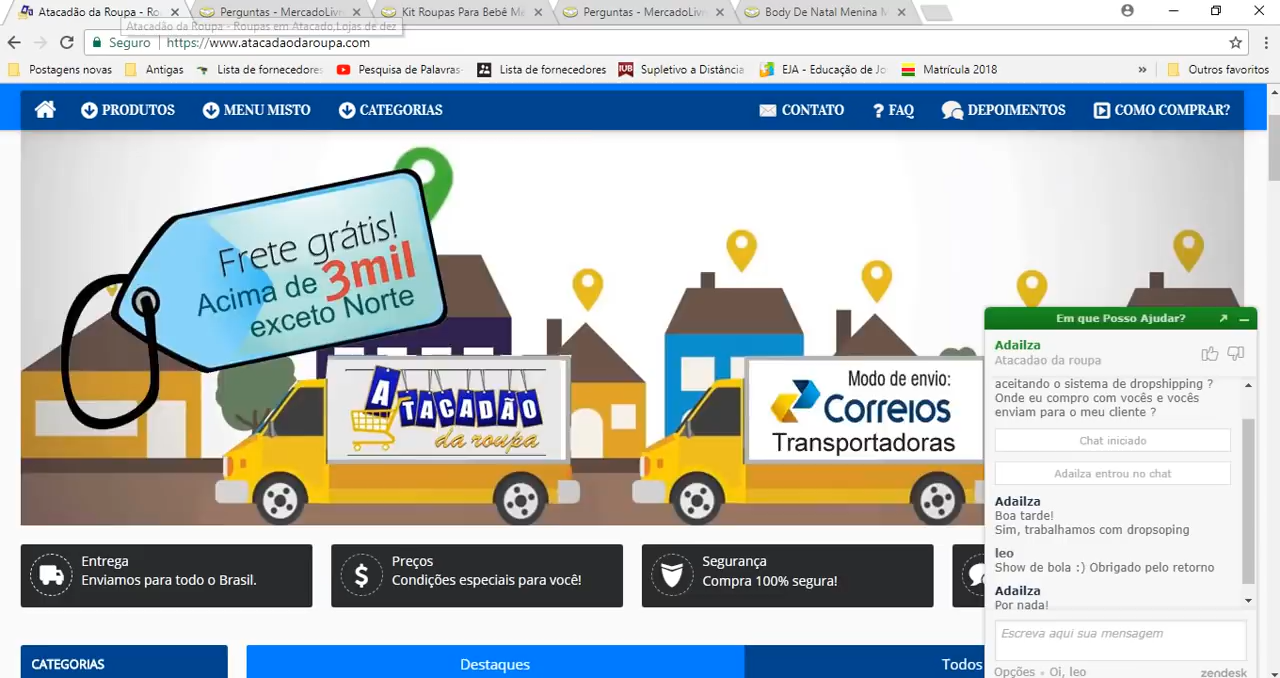 Atacadão da Roupa - Ro
Perguntas - MercadoLivr
Kit Roupas Para Bebê Me
Perguntas - MercadoLivr
Body De Natal Menina M
Atacadão da Roupa - Roupas em Atacado,Lojas de dez
Seguro
https://www.atacadaodaroupa.com
Postagens novas
Antigas
Lista de fornecedores
Pesquisa de Palavras-
Lista de fornecedores
Supletivo a Distância
EJA - Educação de Jo
Matrícula 2018
»
Outros favoritos
PRODUTOS
MENU MISTO
CATEGORIAS
CONTATO
? FAQ
DEPOIMENTOS
COMO COMPRAR?
Frete grátis!
Acima de 3mil
exceto Norte
ATACADÃO
da roupa
Modo de envio:
Correios
Transportadoras
Entrega
Enviamos para todo o Brasil.
Preços
Condições especiais para você!
Segurança
Compra 100% segura!
CATEGORIAS
Destaques
Todos
Em que Posso Ajudar?
Adailza
Atacadao da roupa
aceitando o sistema de dropshipping ?
Onde eu compro com vocês e vocês
enviam para o meu cliente ?
Chat iniciado
Adailza entrou no chat
Adailza
Boa tarde!
Sim, trabalhamos com dropsoping
leo
Show de bola :) Obrigado pelo retorno
Adailza
Por nada!
Escreva aqui sua mensagem
Opções • Oi, leo
zendesk